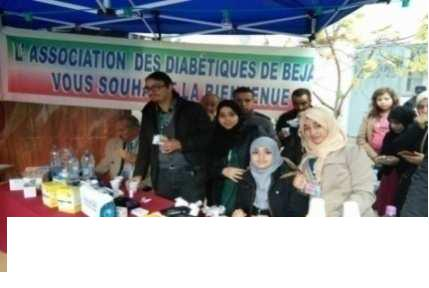 L'ASSOCIATION DES DIABÉTIQUES DE BEJA
VOUS SOUHAITE LA BIENVENUE